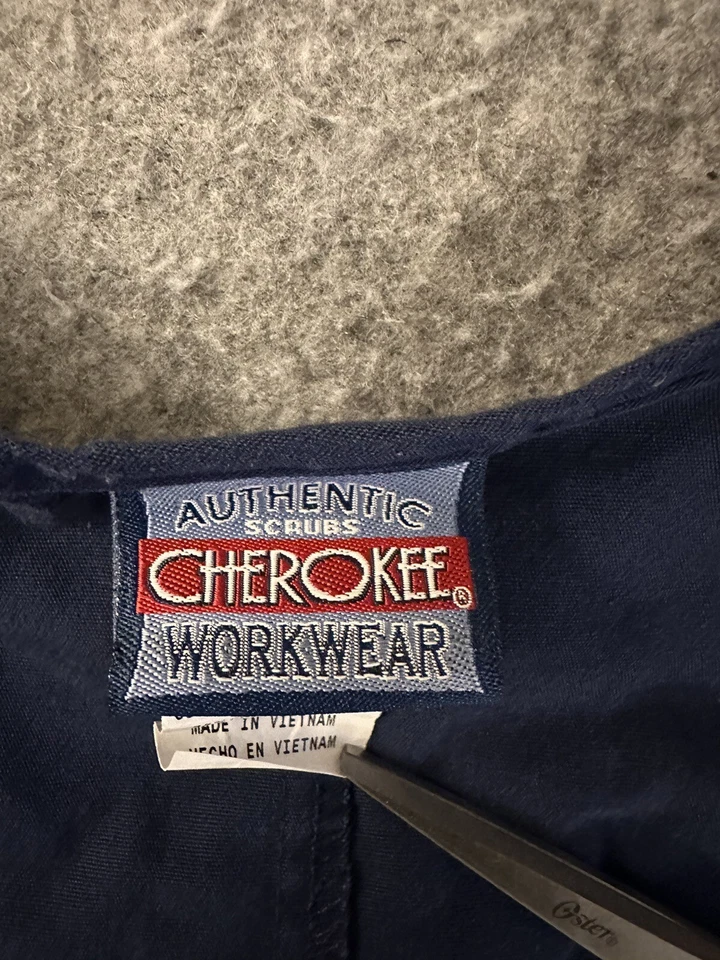 AUTHENTIC
SCRUBS
CHEROKEE®
WORKWEAR
MADE IN VIETNAM
HECHO EN VIETNAM
Oster®